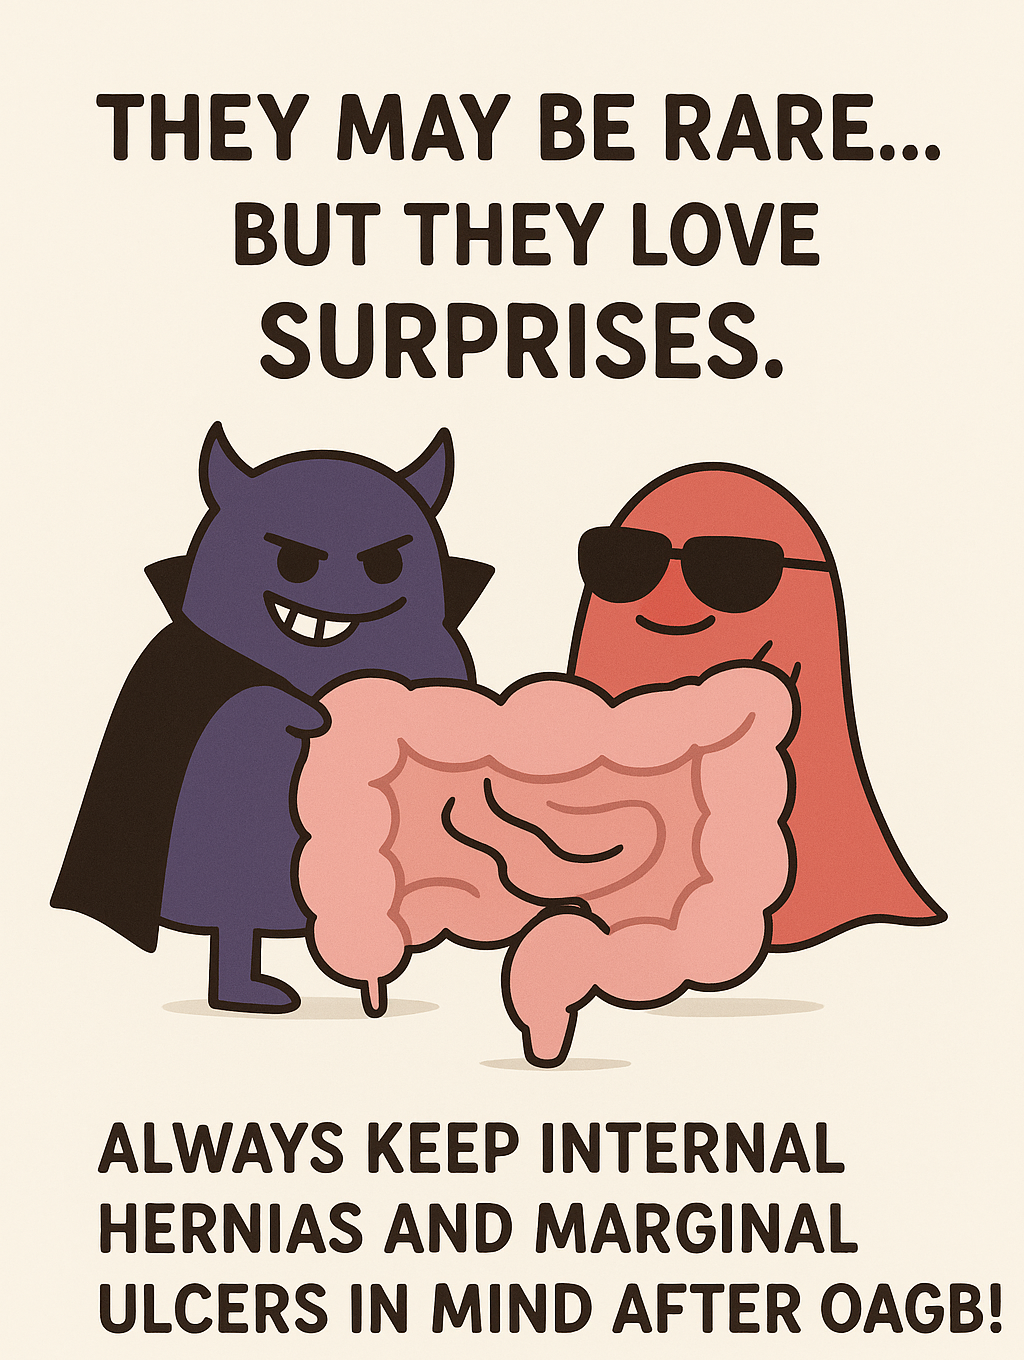 THEY MAY BE RARE...
BUT THEY LOVE
SURPRISES.
ALWAYS KEEP INTERNAL
HERNIAS AND MARGINAL
ULCERS IN MIND AFTER OAGB!